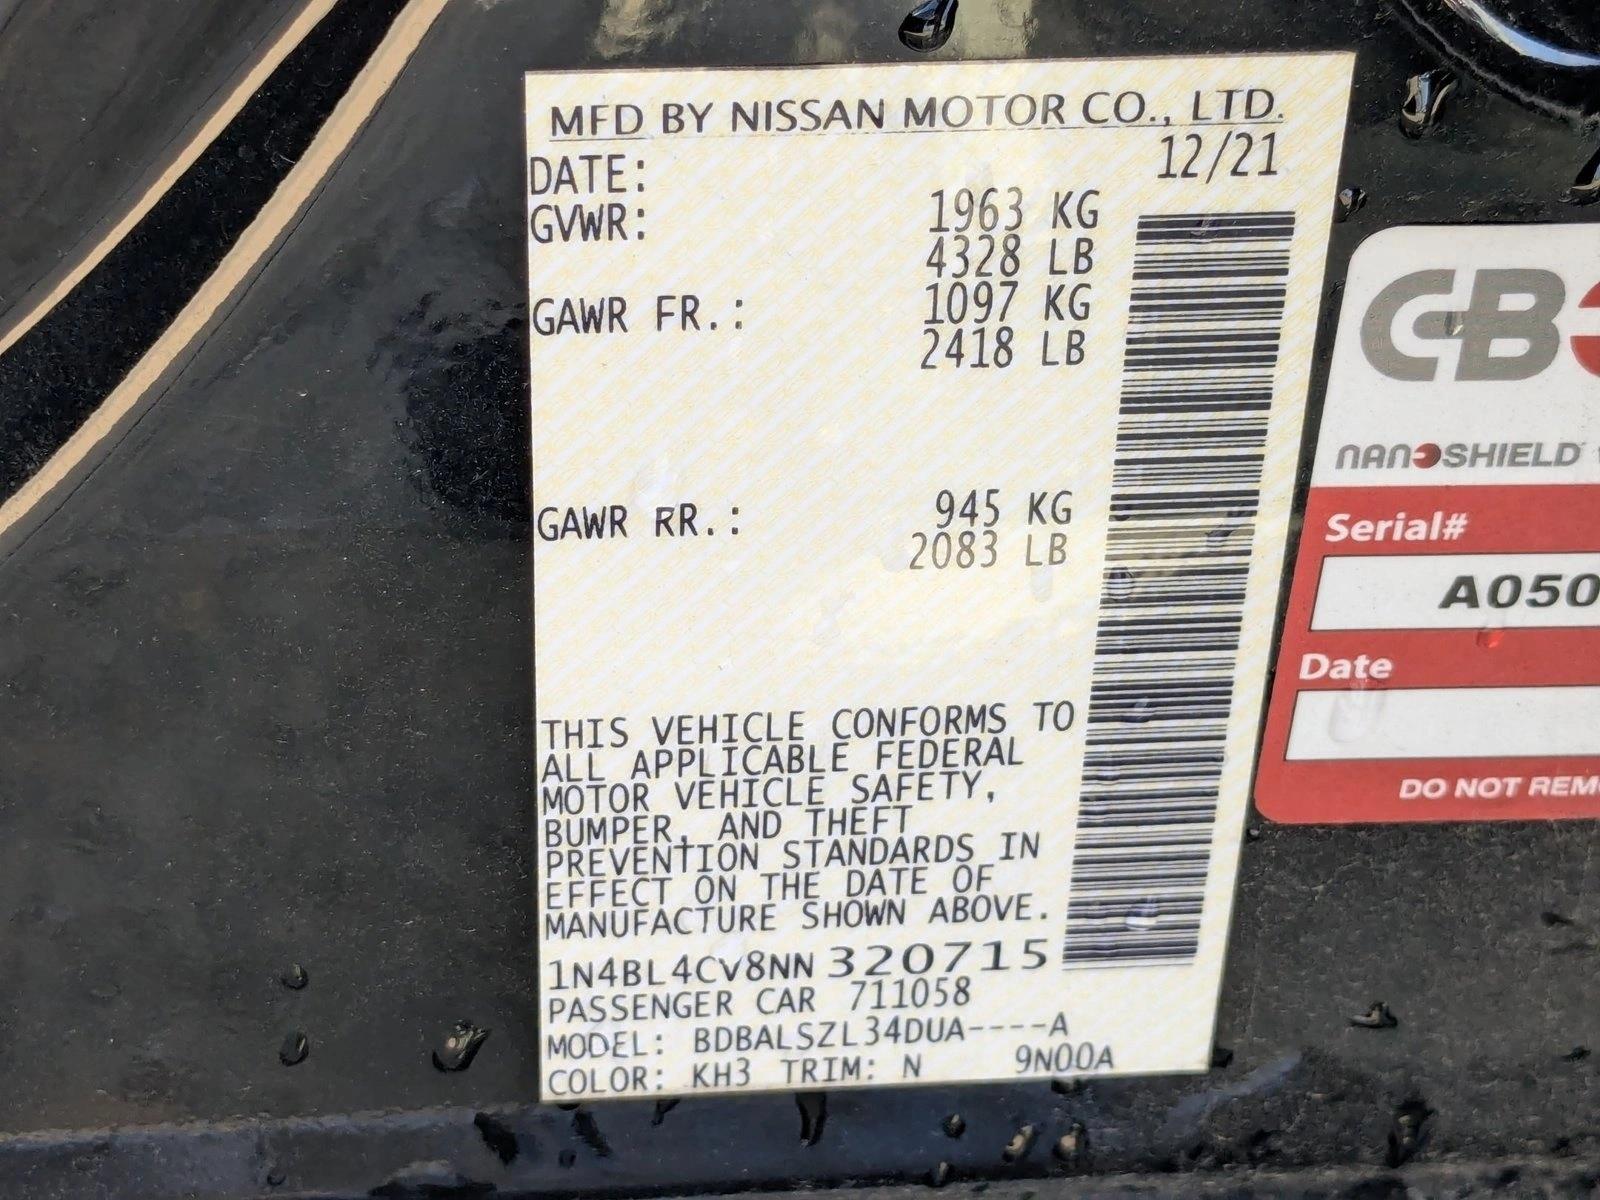 MFD BY NISSAN MOTOR CO., LTD.
DATE: 12/21
GVWR: 1963 KG
4328 LB
GAWR FR.: 1097 KG
2418 LB
GAWR RR.: 945 KG
2083 LB
THIS VEHICLE CONFORMS TO
ALL APPLICABLE FEDERAL
MOTOR VEHICLE SAFETY,
BUMPER, AND THEFT
PREVENTION STANDARDS IN
EFFECT ON THE DATE OF
MANUFACTURE SHOWN ABOVE.
1N4BL4CV8NN320715
PASSENGER CAR 711058
MODEL: BDBALSZL34DUA----A
COLOR: KH3 TRIM: N 9N00A
CB
NANOSHIELD
Serial#
A050
Date
DO NOT REM